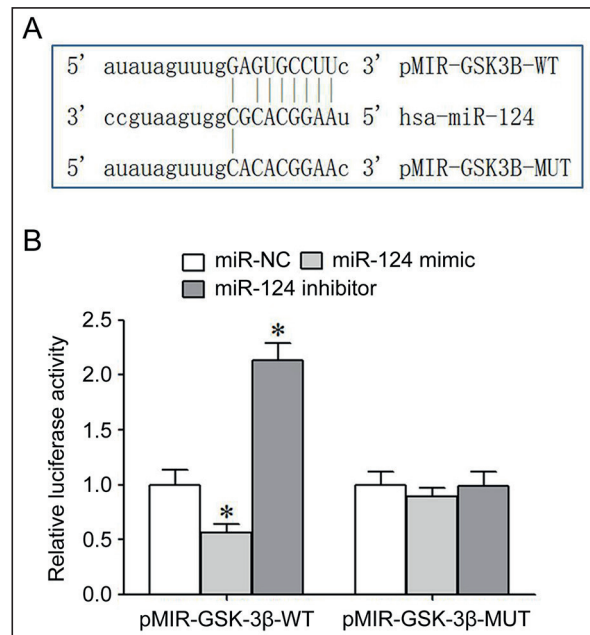 A
5' auauaguuugGAGUGCCUUc 3' pMIR-GSK3B-WT
3' ccguaaguggCGCACGGAAu 5' hsa-miR-124
5' auauaguuugCACACGGAAc 3' pMIR-GSK3B-MUT
B
miR-NC miR-124 mimic
miR-124 inhibitor
Relative luciferase activity
2.5
2.0
1.5
1.0
0.5
0.0
*
*
pMIR-GSK-3β-WT pMIR-GSK-3β-MUT